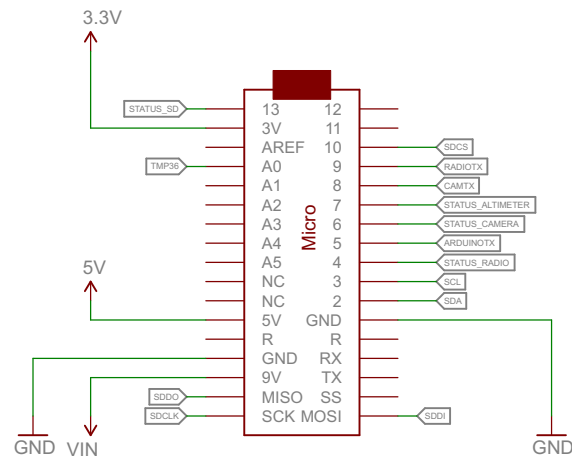 3.3V
STATUS_SD 13 12
3V 11
AREF 10 SDCS
TMP36 A0 9 RADIOTX
A1 8 CAMTX
A2 7 STATUS_ALTIMETER
A3 6 STATUS_CAMERA
A4 5 ARDUINOTX
A5 4 STATUS_RADIO
NC 3 SCL
NC 2 SDA
5V
5V GND
R R
GND RX
9V TX
SDDO MISO SS
SDCLK SCK MOSI SDDI
Micro
GND VIN GND